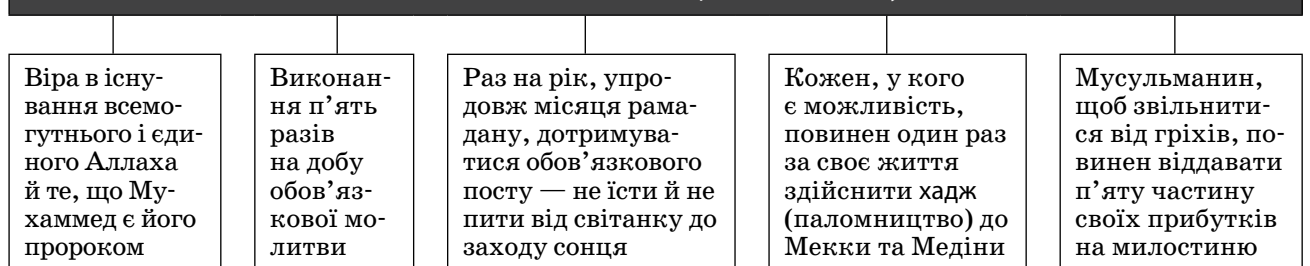 Віра в існу-
вання всемо-
гутнього і єди-
ного Аллаха
й те, що Му-
хаммед є його
пророком
Виконан-
ня п’ять
разів
на добу
обов’яз-
кової мо-
литви
Раз на рік, упро-
довж місяця рама-
дану, дотримува-
тися обов’язкового
посту — не їсти й не
пити від світанку до
заходу сонця
Кожен, у кого
є можливість,
повинен один раз
за своє життя
здійснити хадж
(паломництво) до
Мекки та Медіни
Мусульманин,
щоб звільнити-
ся від гріхів, по-
винен віддавати
п’яту частину
своїх прибутків
на милостиню